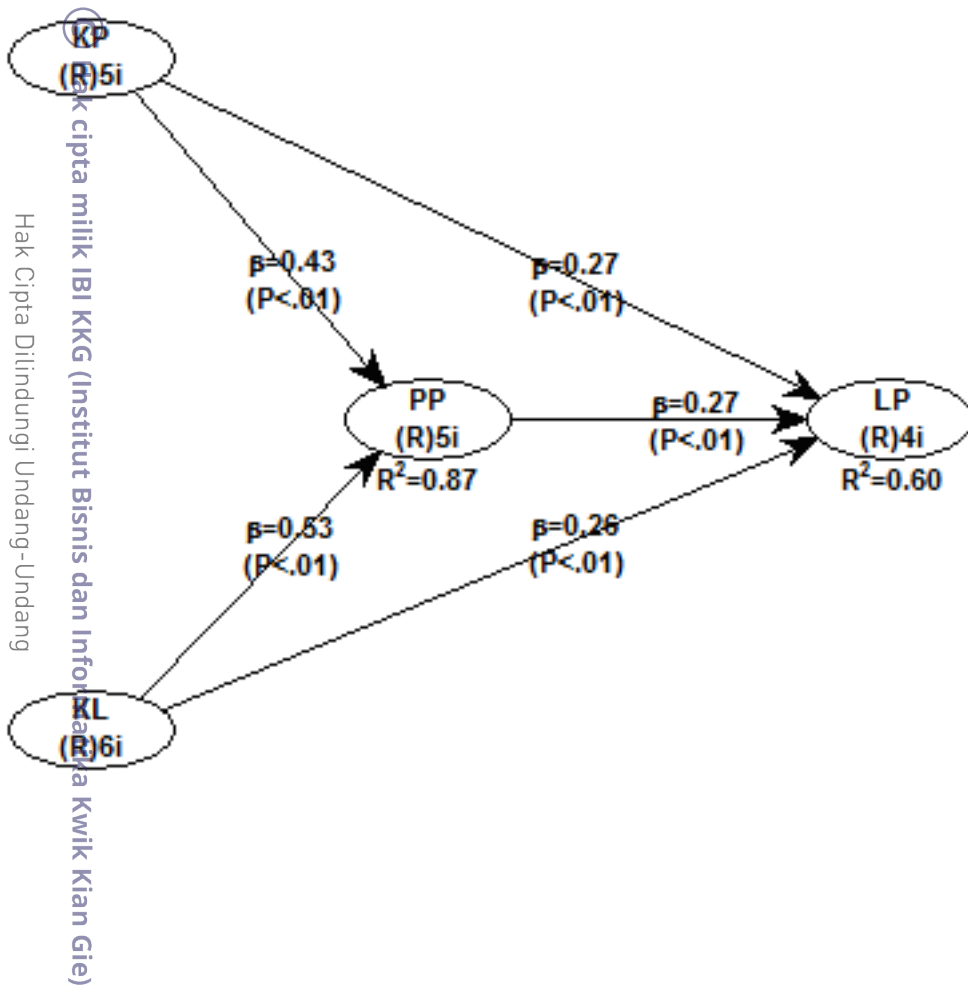 KP
(R)5i
β=0.43
(P<.01)
β=0.27
(P<.01)
PP
(R)5i
R²=0.87
β=0.27
(P<.01)
LP
(R)4i
R²=0.60
β=0.53
(P<.01)
β=0.26
(P<.01)
KL
(R)6i
© Hak cipta milik IBI KKG (Institut Bisnis dan Informatika Kwik Kian Gie)
Hak Cipta Dilindungi Undang-Undang